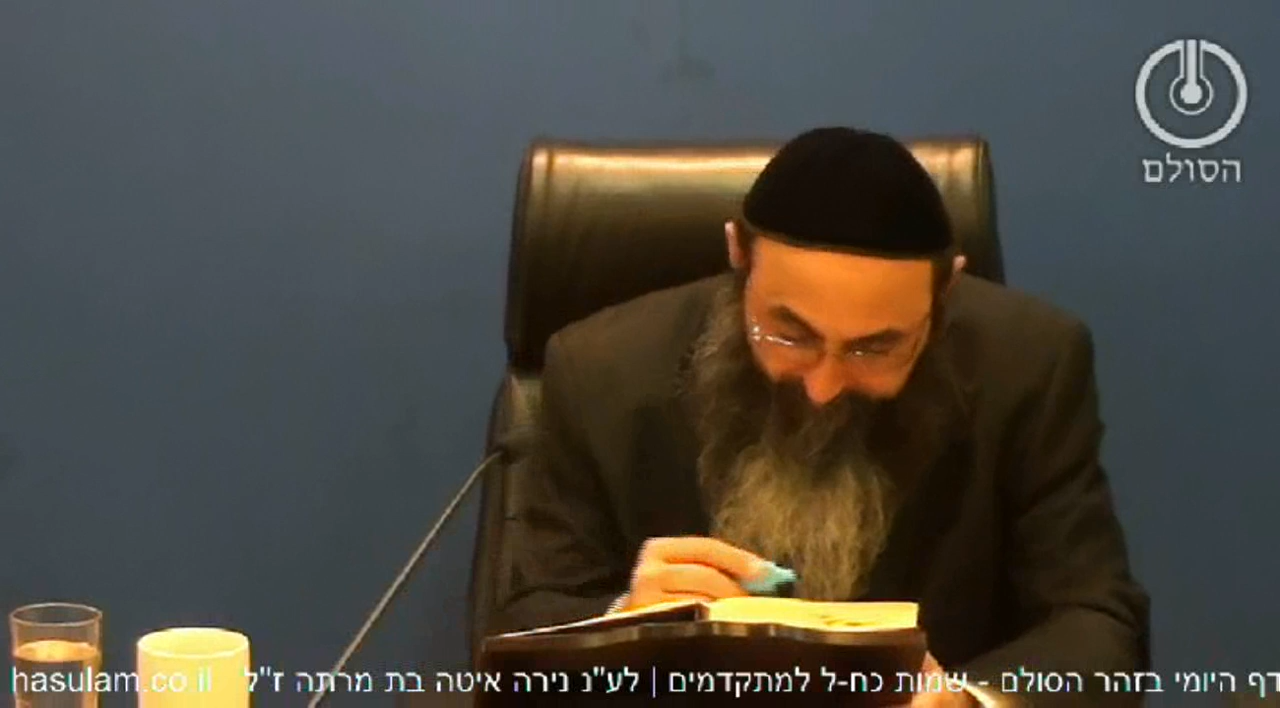 הסולם
דף היומי בזהר הסולם - שמות כח-ל למתקדמים | לע"נ נירה איטה בת מרתה ז"ל hasulam.co.il